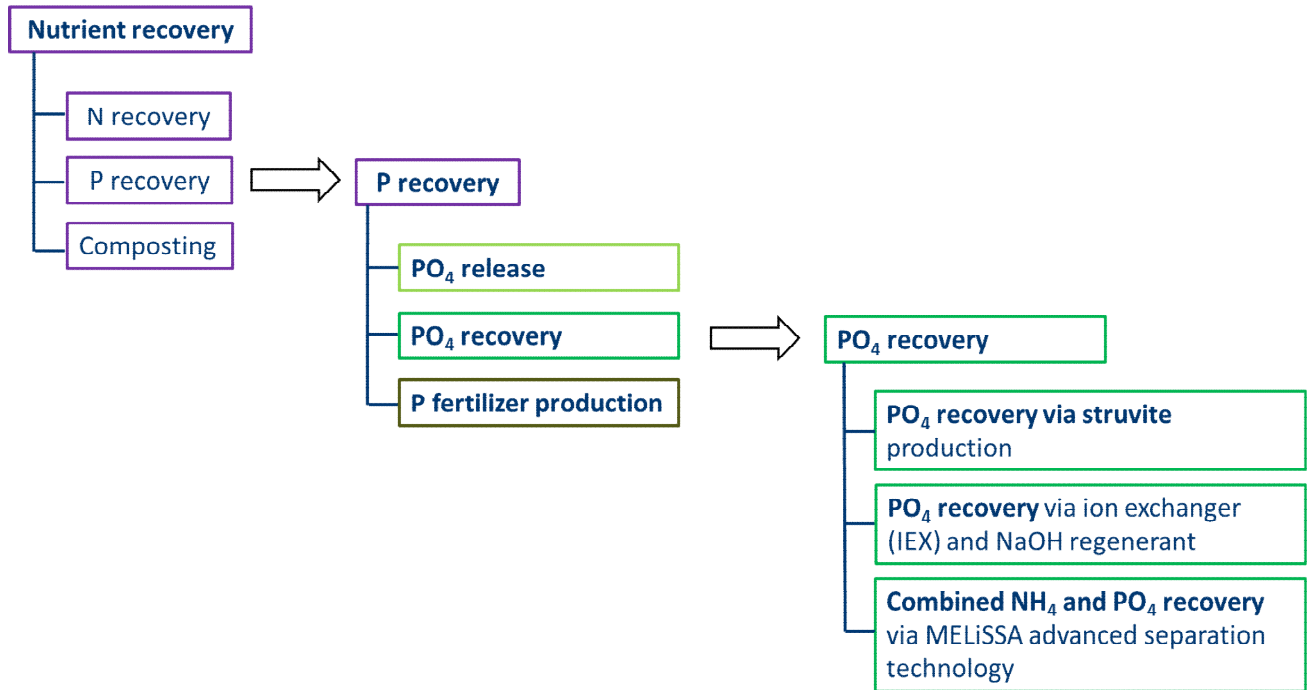 Nutrient recovery
N recovery
P recovery
Composting
P recovery
PO₄ release
PO₄ recovery
P fertilizer production
PO₄ recovery
PO₄ recovery via struvite
production
PO₄ recovery via ion exchanger
(IEX) and NaOH regenerant
Combined NH₄ and PO₄ recovery
via MELiSSA advanced separation
technology